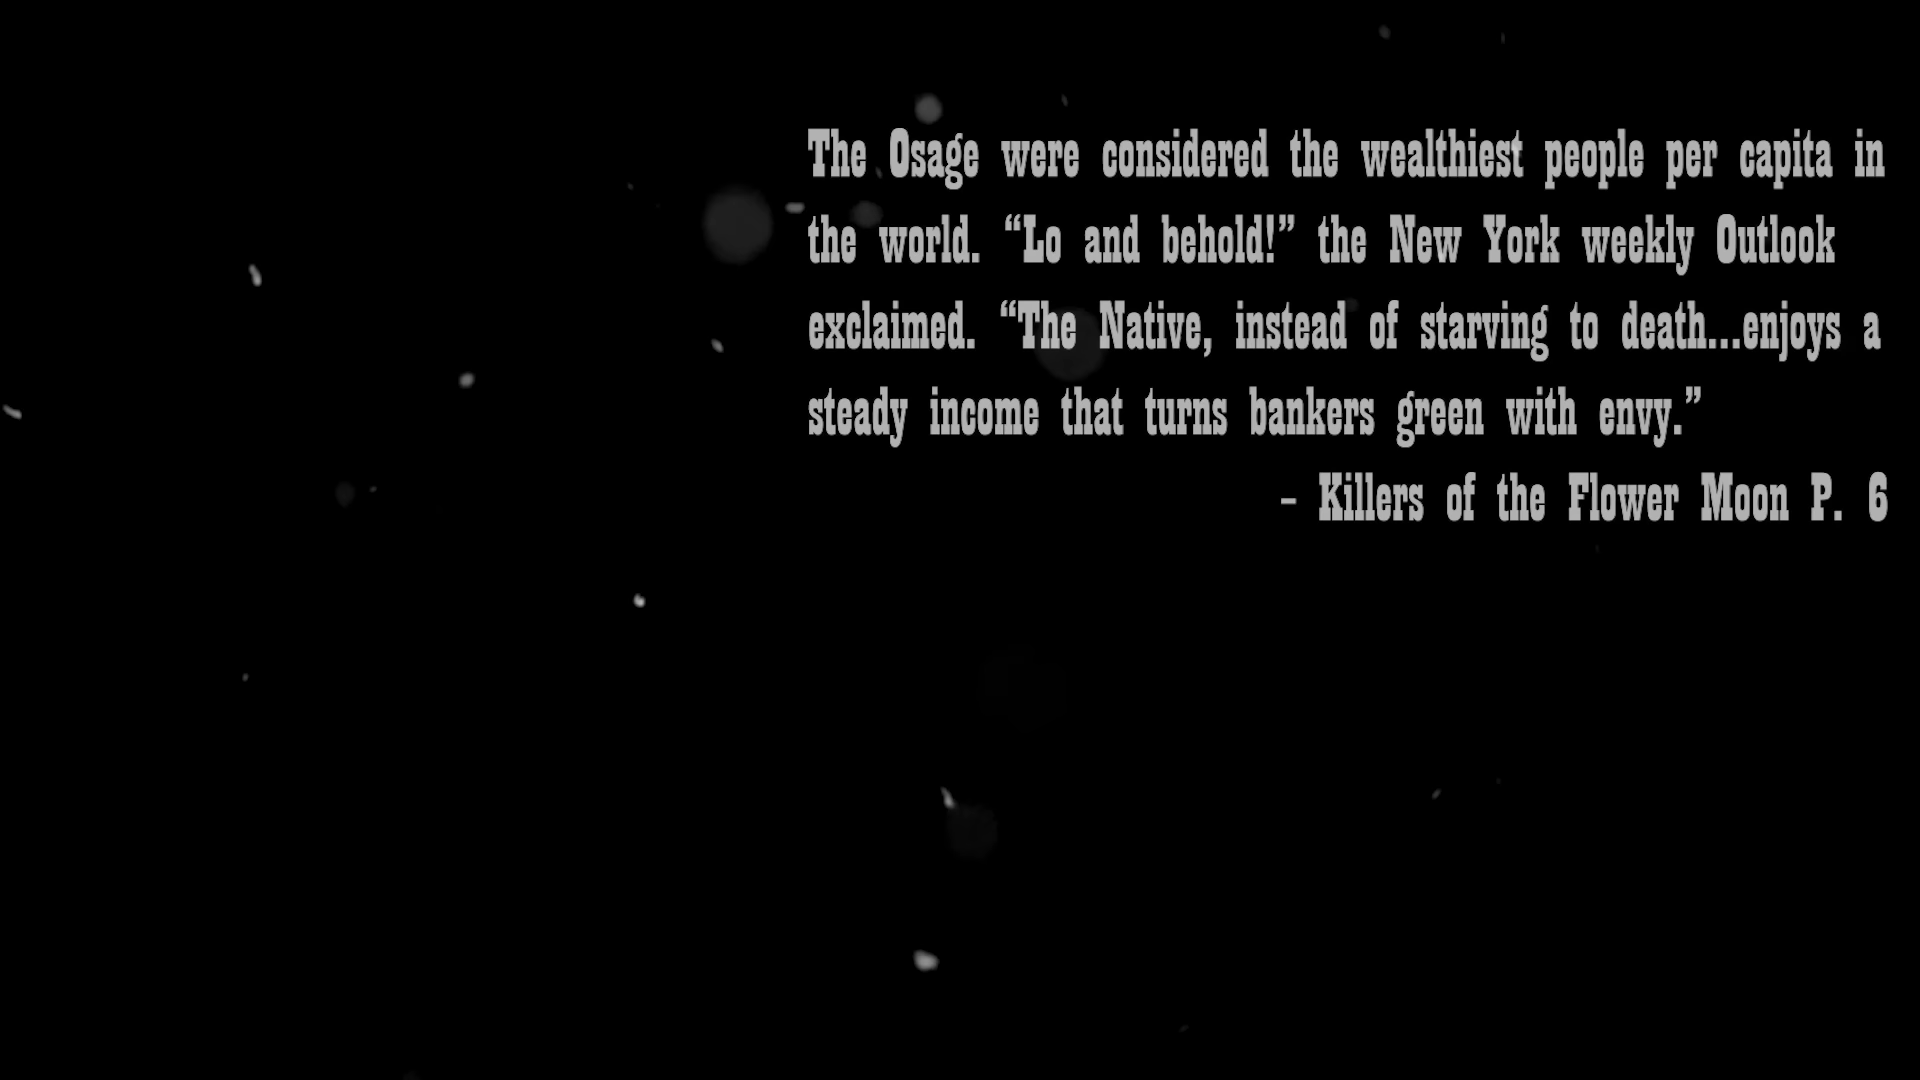 The Osage were considered the wealthiest people per capita in
the world. “Lo and behold!” the New York weekly Outlook
exclaimed. “The Native, instead of starving to death...enjoys a
steady income that turns bankers green with envy.”
– Killers of the Flower Moon P. 6